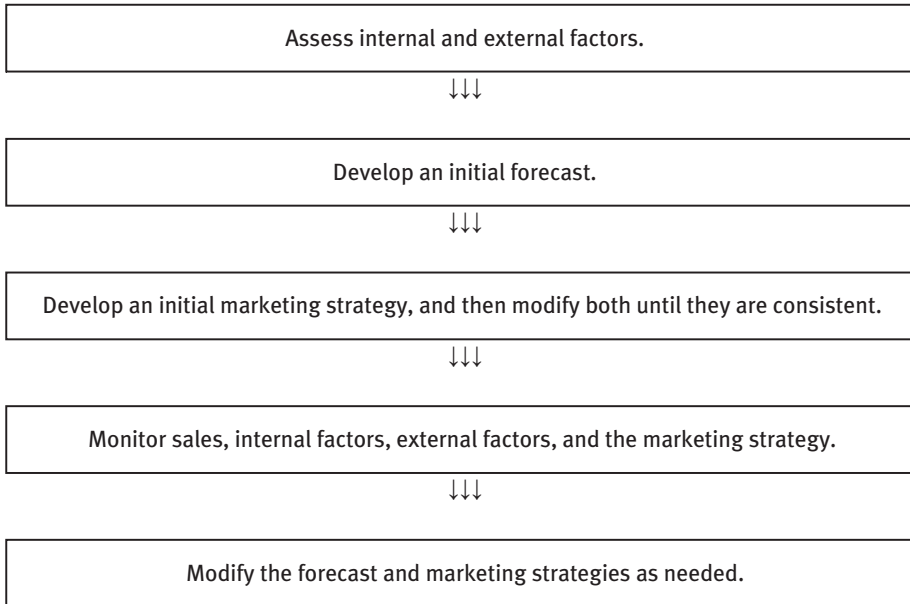 Assess internal and external factors.
↓↓↓
Develop an initial forecast.
↓↓↓
Develop an initial marketing strategy, and then modify both until they are consistent.
↓↓↓
Monitor sales, internal factors, external factors, and the marketing strategy.
↓↓↓
Modify the forecast and marketing strategies as needed.